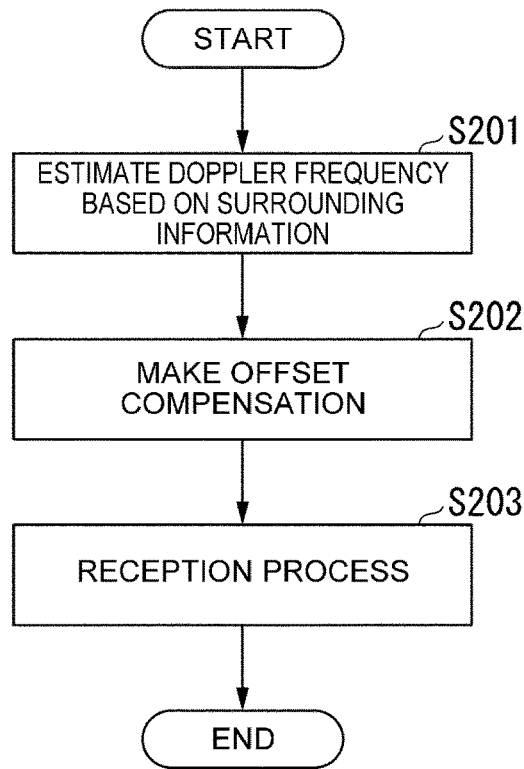 START
S201
ESTIMATE DOPPLER FREQUENCY
BASED ON SURROUNDING
INFORMATION
S202
MAKE OFFSET
COMPENSATION
S203
RECEPTION PROCESS
END